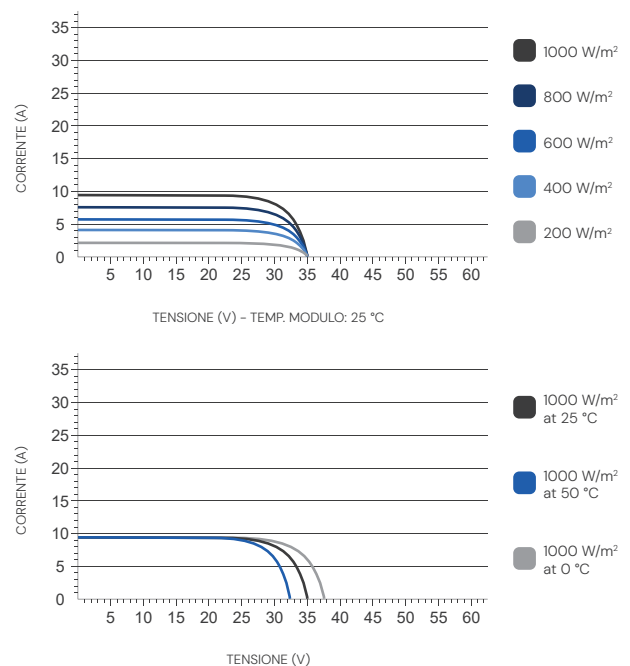 35
30
25
20
15
10
5
0
CORRENTE (A)
5 10 15 20 25 30 35 40 45 50 55 60
TENSIONE (V) – TEMP. MODULO: 25 °C
1000 W/m²
800 W/m²
600 W/m²
400 W/m²
200 W/m²
35
30
25
20
15
10
5
0
CORRENTE (A)
5 10 15 20 25 30 35 40 45 50 55 60
TENSIONE (V)
1000 W/m²
at 25 °C
1000 W/m²
at 50 °C
1000 W/m²
at 0 °C